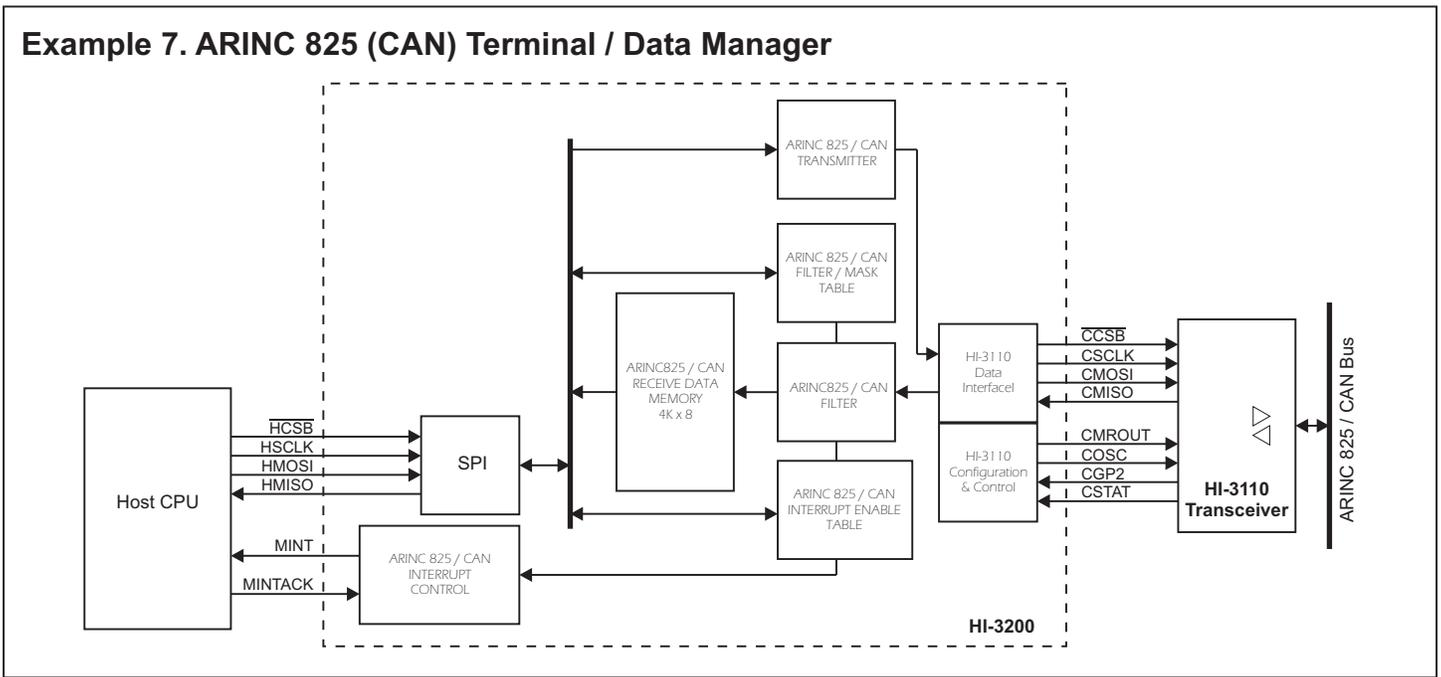 Example 7. ARINC 825 (CAN) Terminal / Data Manager
ARINC 825 / CAN
TRANSMITTER
ARINC 825 / CAN
FILTER / MASK
TABLE
ARINC825 / CAN
RECEIVE DATA
MEMORY
4K x 8
ARINC825 / CAN
FILTER
ARINC 825 / CAN
INTERRUPT ENABLE
TABLE
HI-3110
Data
Interfacel
HI-3110
Configuration
& Control
CCSB
CSCLK
CMOSI
CMISO
CMROUT
COSC
CGP2
CSTAT
HI-3110
Transceiver
ARINC 825 / CAN Bus
Host CPU
HCSB
HSCLK
HMOSI
HMISO
SPI
MINT
MINTACK
ARINC 825 / CAN
INTERRUPT
CONTROL
HI-3200